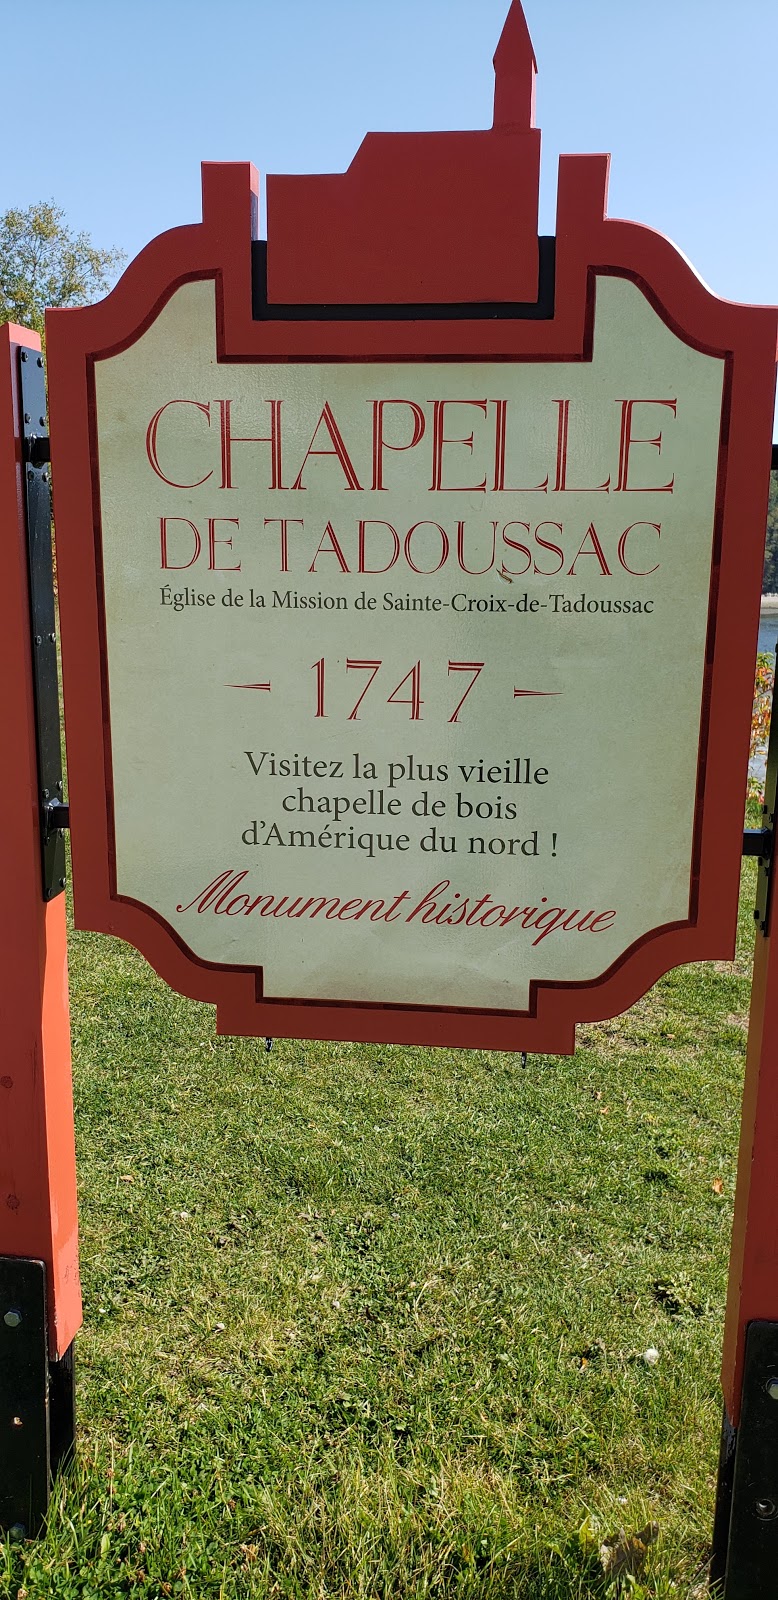 CHAPELLE
DE TADOUSSAC
Église de la Mission de Sainte-Croix-de-Tadoussac
- 1747 -
Visitez la plus vieille
chapelle de bois
d'Amérique du nord !
Monument historique